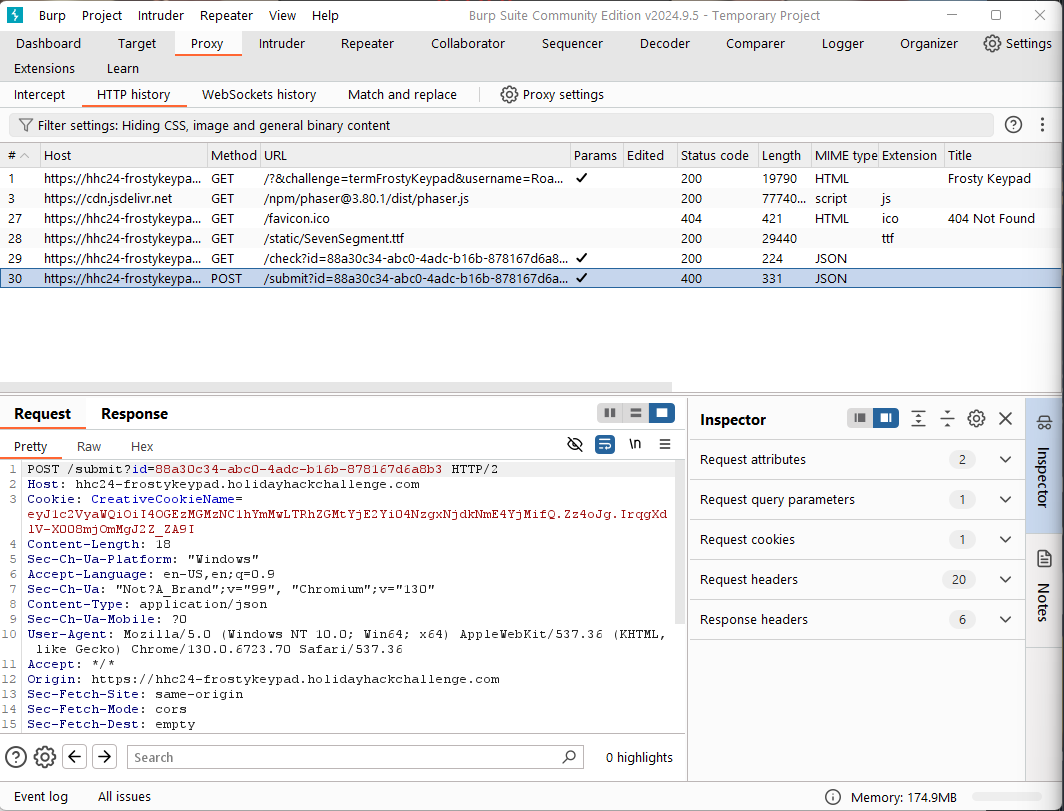 Burp Project Intruder Repeater View Help Burp Suite Community Edition v2024.9.5 - Temporary Project
Dashboard Target Proxy Intruder Repeater Collaborator Sequencer Decoder Comparer Logger Organizer Settings
Extensions Learn
Intercept HTTP history WebSockets history Match and replace Proxy settings
Filter settings: Hiding CSS, image and general binary content
# Host Method URL Params Edited Status code Length MIME type Extension Title
1 https://hhc24-frostykeypa... GET /?&challenge=termFrostyKeypad&username=Roa... ✓ 200 19790 HTML Frosty Keypad
3 https://cdn.jsdelivr.net GET /npm/phaser@3.80.1/dist/phaser.js 200 77740... script js
27 https://hhc24-frostykeypa... GET /favicon.ico 404 421 HTML ico 404 Not Found
28 https://hhc24-frostykeypa... GET /static/SevenSegment.ttf 200 29440 ttf
29 https://hhc24-frostykeypa... GET /check?id=88a30c34-abc0-4adc-b16b-878167d6a8... ✓ 200 224 JSON
30 https://hhc24-frostykeypa... POST /submit?id=88a30c34-abc0-4adc-b16b-878167d6a... ✓ 400 331 JSON
Request Response
Pretty Raw Hex \n
1 POST /submit?id=88a30c34-abc0-4adc-b16b-878167d6a8b3 HTTP/2
2 Host: hhc24-frostykeypad.holidayhackchallenge.com
3 Cookie: CreativeCookieName=
eyJ1c2VyaWQiOiI4OGEzMGMzNC1hYmMwLTRhZGMtYjE2Yi04NzgxNjdkNmE4YjMifQ.Zz4oJg.IrqgXd
lV-XO08mjOmMgJ2Z_ZA9I
4 Content-Length: 18
5 Sec-Ch-Ua-Platform: "Windows"
6 Accept-Language: en-US,en;q=0.9
7 Sec-Ch-Ua: "Not?A_Brand";v="99", "Chromium";v="130"
8 Content-Type: application/json
9 Sec-Ch-Ua-Mobile: ?0
10 User-Agent: Mozilla/5.0 (Windows NT 10.0; Win64; x64) AppleWebKit/537.36 (KHTML,
like Gecko) Chrome/130.0.6723.70 Safari/537.36
11 Accept: */*
12 Origin: https://hhc24-frostykeypad.holidayhackchallenge.com
13 Sec-Fetch-Site: same-origin
14 Sec-Fetch-Mode: cors
15 Sec-Fetch-Dest: empty
Search 0 highlights
Inspector
Request attributes 2
Request query parameters 1
Request cookies 1
Request headers 20
Response headers 6
Inspector
Notes
Event log All issues Memory: 174.9MB